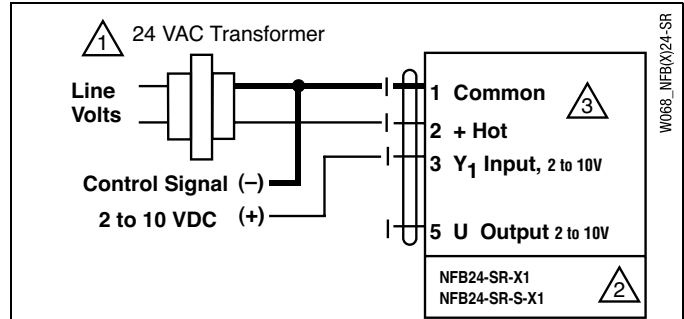 1 24 VAC Transformer
Line
Volts
1 Common
3
2 + Hot
3 Y1 Input, 2 to 10V
Control Signal (–)
2 to 10 VDC (+)
5 U Output 2 to 10V
NFB24-SR-X1
NFB24-SR-S-X1
2
W068_NFB(X)24-SR